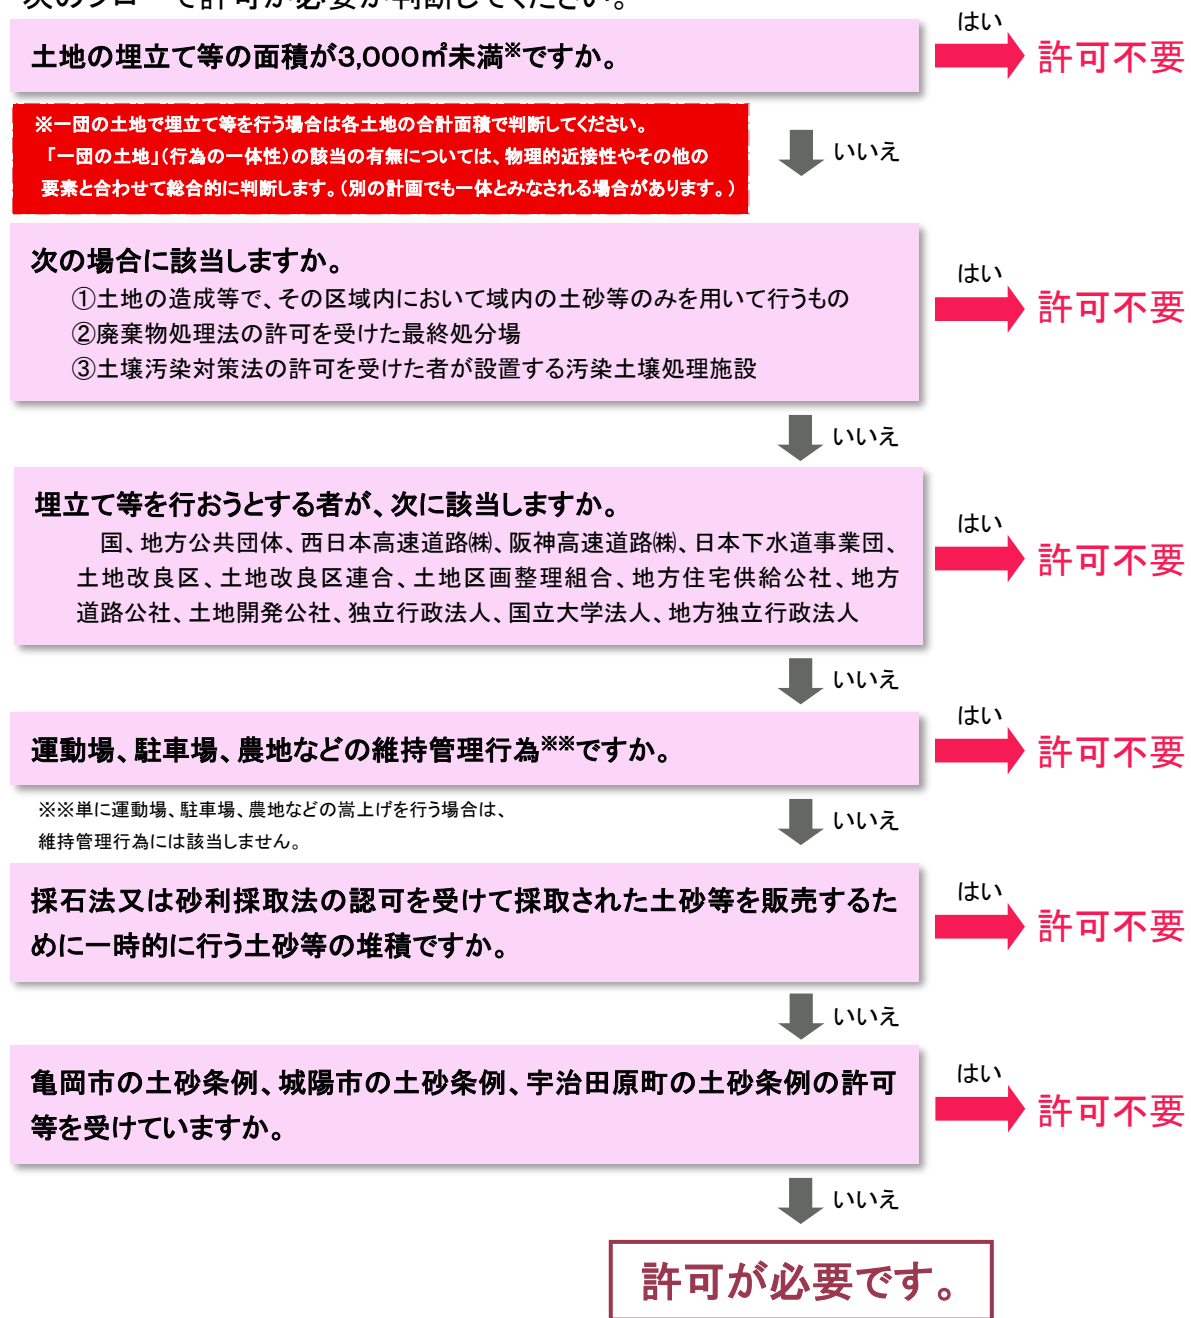 次のフローで許可が必要か判断してください。
はい
土地の埋立て等の面積が3,000㎡未満※ですか。
許可不要
※一団の土地で埋立て等を行う場合は各土地の合計面積で判断してください。
「一団の土地」(行為の一体性)の該当の有無については、物理的近接性やその他の
要素と合わせて総合的に判断します。(別の計画でも一体とみなされる場合があります。)
いいえ
次の場合に該当しますか。
①土地の造成等で、その区域内において域内の土砂等のみを用いて行うもの
②廃棄物処理法の許可を受けた最終処分場
③土壌汚染対策法の許可を受けた者が設置する汚染土壌処理施設
はい
許可不要
いいえ
埋立て等を行おうとする者が、次に該当しますか。
国、地方公共団体、西日本高速道路㈱、阪神高速道路㈱、日本下水道事業団、
土地改良区、土地改良区連合、土地区画整理組合、地方住宅供給公社、地方
道路公社、土地開発公社、独立行政法人、国立大学法人、地方独立行政法人
はい
許可不要
いいえ
運動場、駐車場、農地などの維持管理行為※※ですか。
はい
許可不要
※※単に運動場、駐車場、農地などの嵩上げを行う場合は、
維持管理行為には該当しません。
いいえ
採石法又は砂利採取法の認可を受けて採取された土砂等を販売するた
めに一時的に行う土砂等の堆積ですか。
はい
許可不要
いいえ
亀岡市の土砂条例、城陽市の土砂条例、宇治田原町の土砂条例の許可
等を受けていますか。
はい
許可不要
いいえ
許可が必要です。